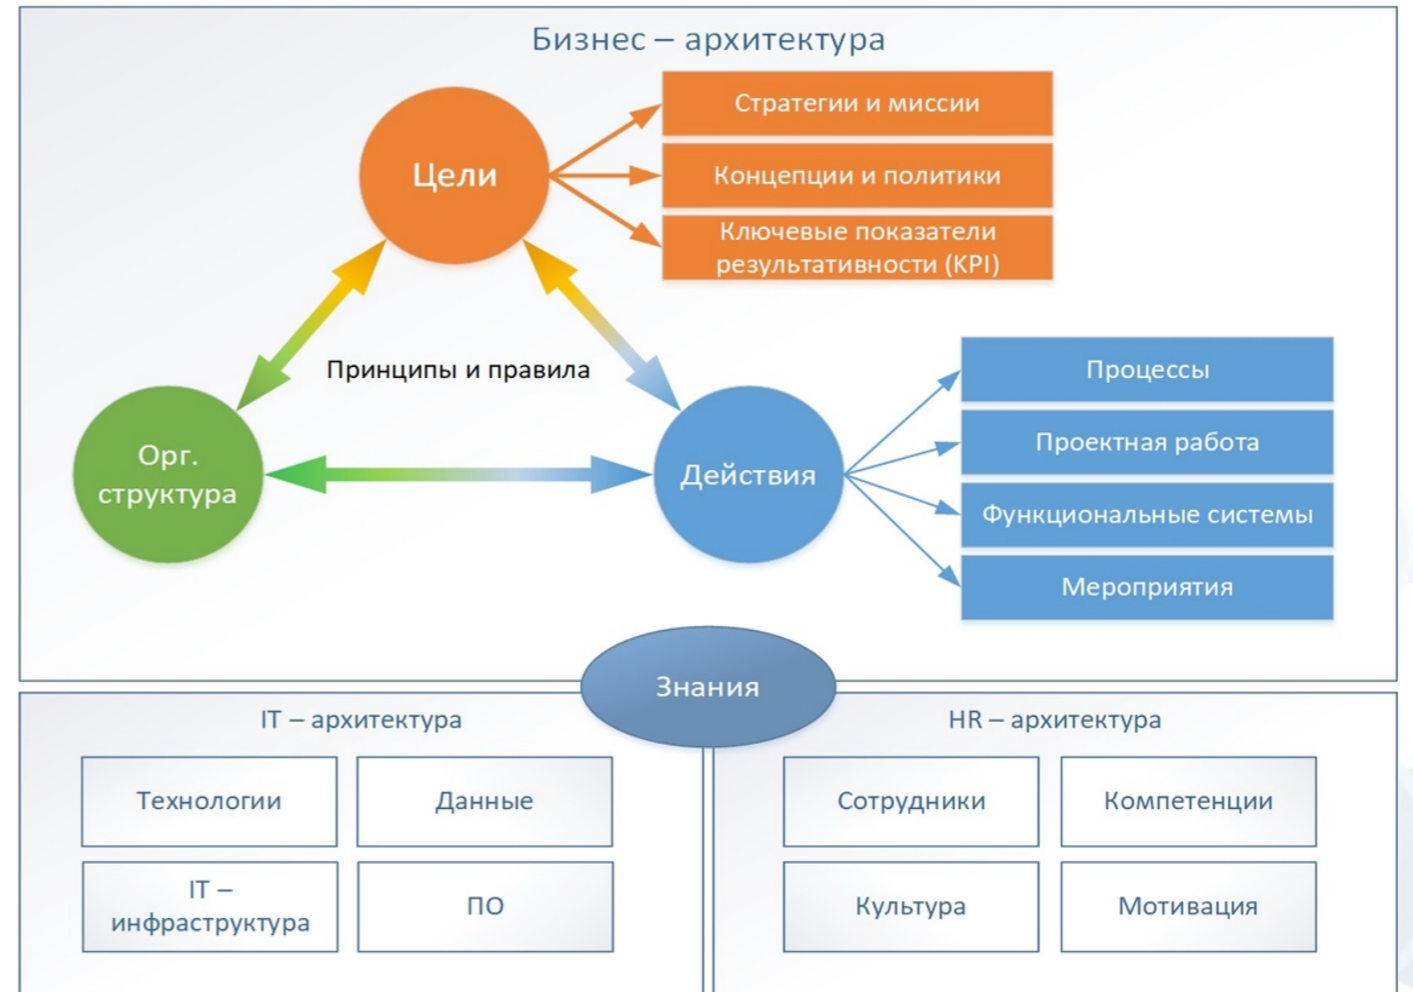 Бизнес – архитектура
Цели
Стратегии и миссии
Концепции и политики
Ключевые показатели
результативности (KPI)
Принципы и правила
Орг.
структура
Действия
Процессы
Проектная работа
Функциональные системы
Мероприятия
Знания
IT – архитектура
Технологии
Данные
IT –
инфраструктура
ПО
HR – архитектура
Сотрудники
Компетенции
Культура
Мотивация